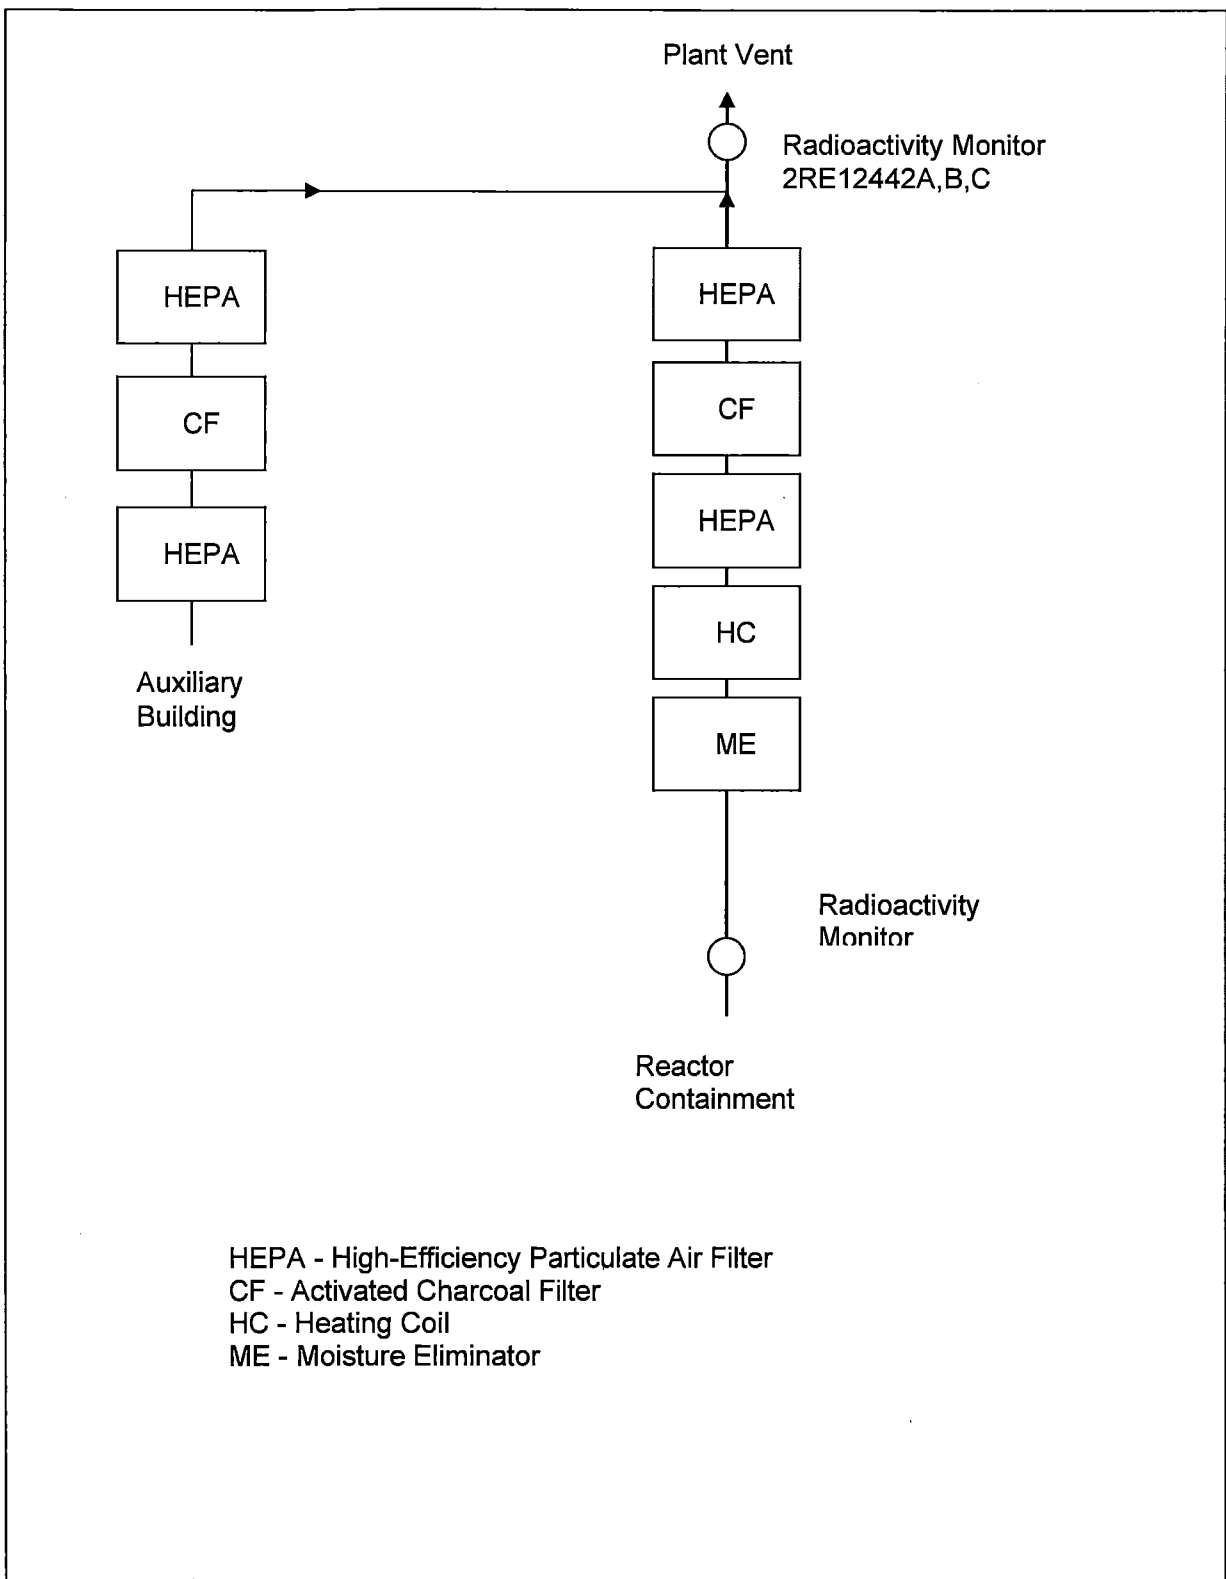 Plant Vent
Radioactivity Monitor
2RE12442A,B,C
HEPA
HEPA
CF
CF
HEPA
HEPA
HC
Auxiliary
Building
ME
Radioactivity
Monitor
Reactor
Containment
HEPA - High-Efficiency Particulate Air Filter
CF - Activated Charcoal Filter
HC - Heating Coil
ME - Moisture Eliminator